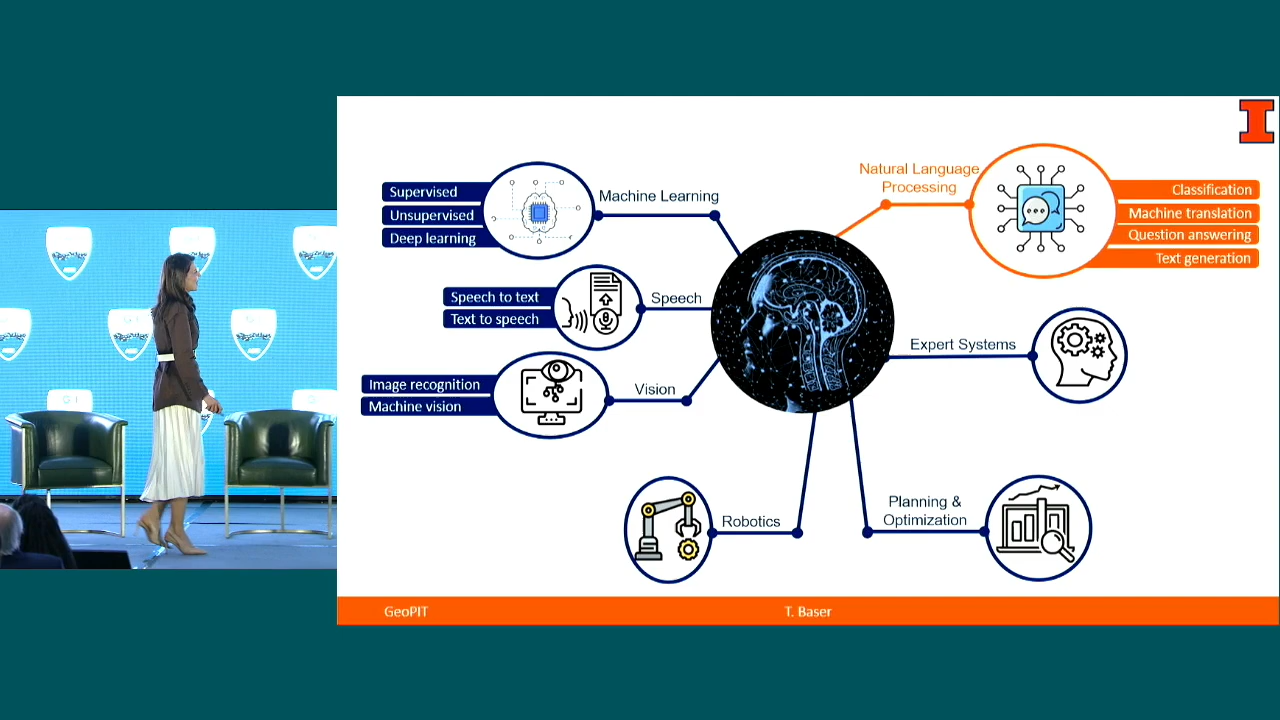 Supervised
Unsupervised
Deep learning
Machine Learning
Natural Language
Processing
Classification
Machine translation
Question answering
Text generation
Speech to text
Text to speech
Speech
Expert Systems
Image recognition
Machine vision
Vision
Robotics
Planning &
Optimization
GeoPIT
T. Baser